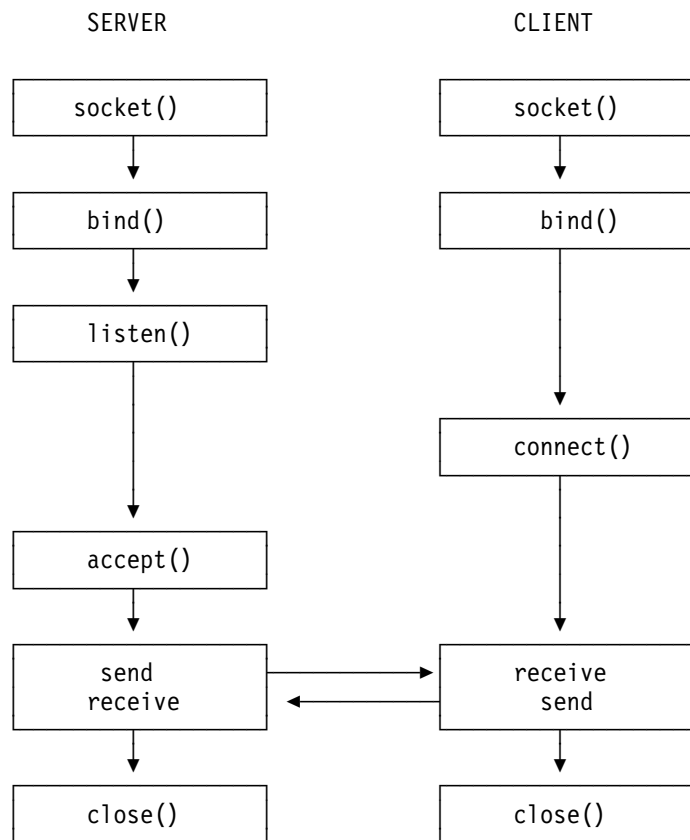 SERVER CLIENT
socket() socket()
bind() bind()
listen()
connect()
accept()
send receive
receive send
close() close()